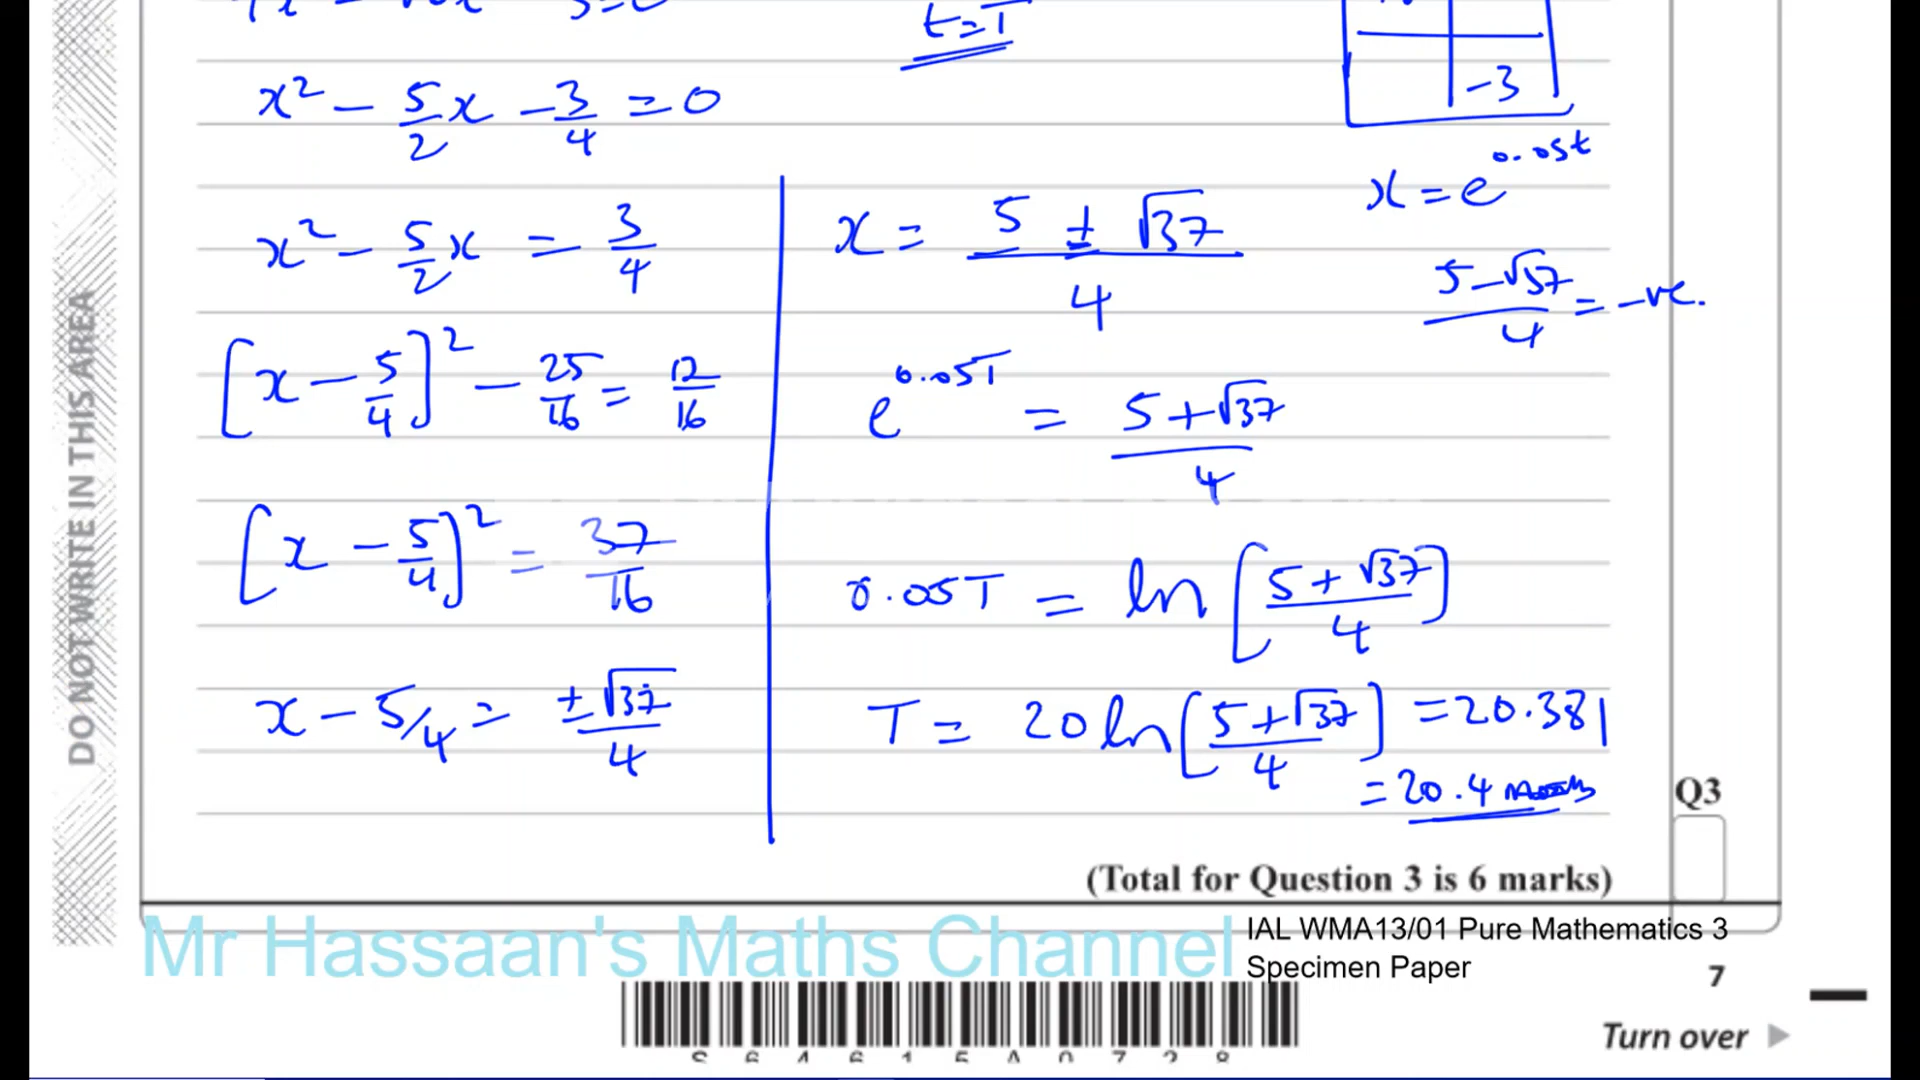 t=T
-3
x² - 5/2 x - 3/4 = 0
x = e^0.05t
x² - 5/2 x = 3/4
x = (5 ± √37)/4
(5-√37)/4 = -ve.
[x - 5/4]² - 25/16 = 12/16
e^0.05T = (5+√37)/4
[x - 5/4]² = 37/16
0.05T = ln[(5+√37)/4]
x - 5/4 = ±√37/4
T = 20 ln[(5+√37)/4] = 20.381
= 20.4 months
DO NOT WRITE IN THIS AREA
Q3
(Total for Question 3 is 6 marks)
Mr Hassaan's Maths Channel
IAL WMA13/01 Pure Mathematics 3
Specimen Paper
7
S64615A0728
Turn over